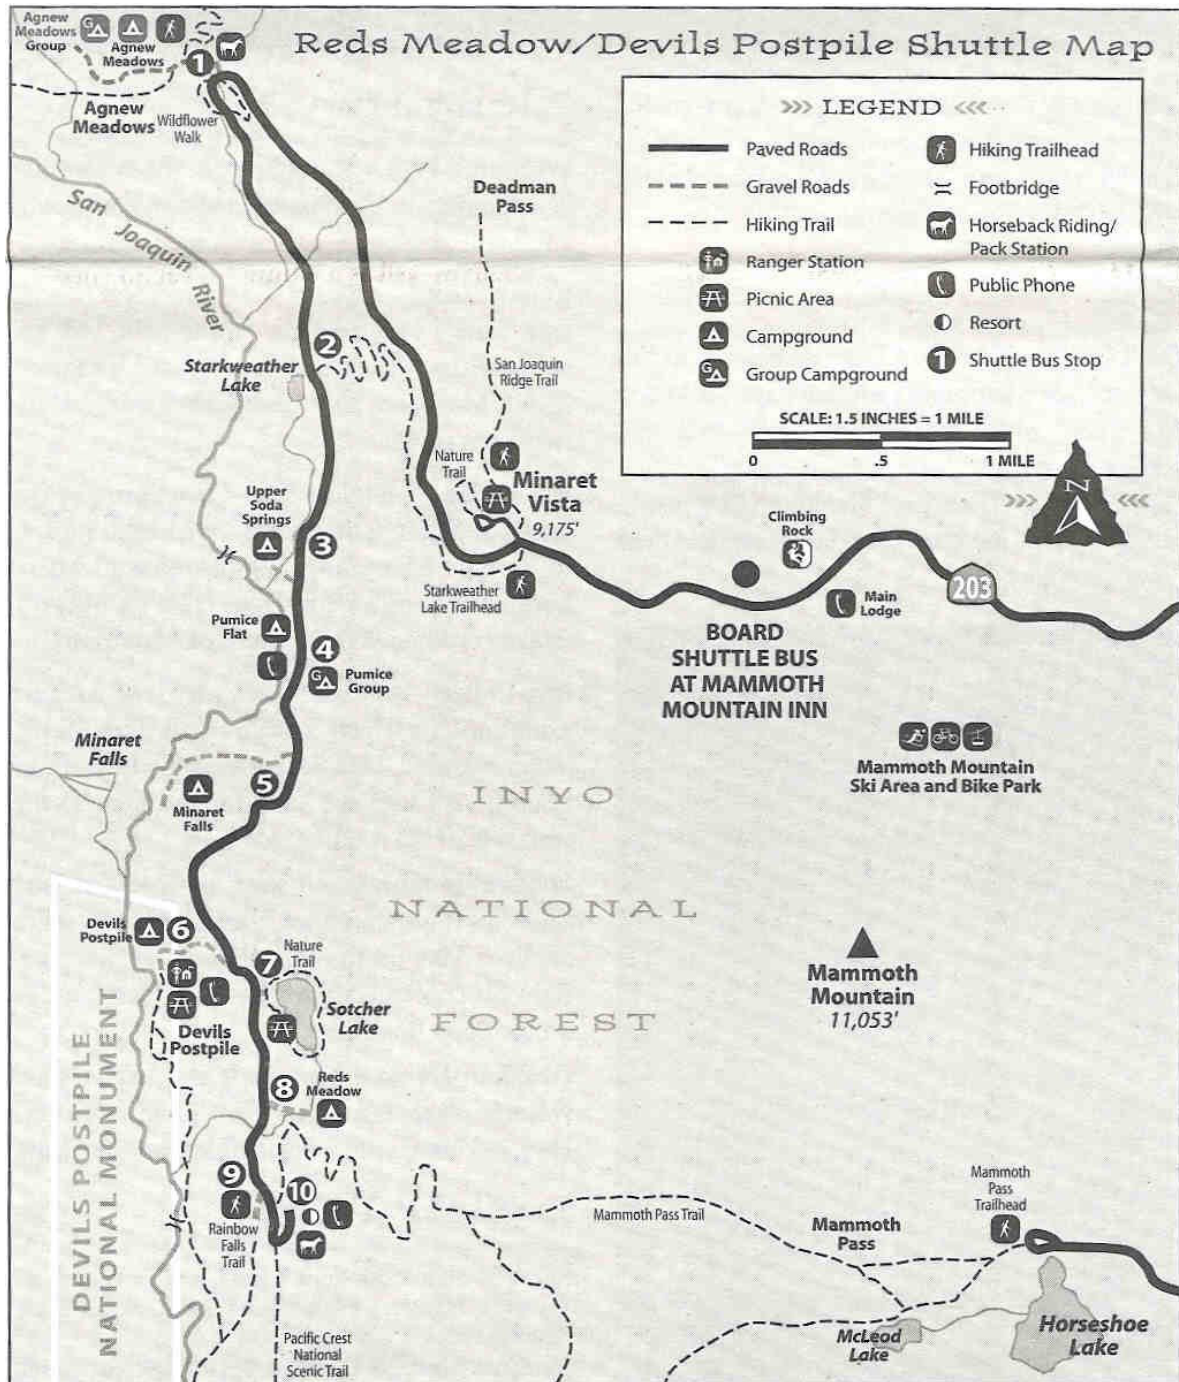 Reds Meadow/Devils Postpile Shuttle Map
Agnew
Meadows
Group
G
Agnew
Meadows
1
Agnew
Meadows
Wildflower
Walk
San Joaquin River
Deadman
Pass
LEGEND
Paved Roads
Gravel Roads
Hiking Trail
Ranger Station
Picnic Area
Campground
G
Group Campground
Hiking Trailhead
Footbridge
Horseback Riding/
Pack Station
Public Phone
Resort
1
Shuttle Bus Stop
SCALE: 1.5 INCHES = 1 MILE
0 .5 1 MILE
N
2
Starkweather
Lake
San Joaquin
Ridge Trail
Nature
Trail
Minaret
Vista
9,175'
Upper
Soda
Springs
3
Starkweather
Lake Trailhead
Climbing
Rock
Main
Lodge
203
BOARD
SHUTTLE BUS
AT MAMMOTH
MOUNTAIN INN
Pumice
Flat
4
G
Pumice
Group
Mammoth Mountain
Ski Area and Bike Park
Minaret
Falls
5
Minaret
Falls
INYO
NATIONAL
FOREST
Devils
Postpile
6
7
Nature
Trail
Sotcher
Lake
Devils
Postpile
Mammoth
Mountain
11,053'
DEVILS POSTPILE
NATIONAL MONUMENT
8
Reds
Meadow
9
Rainbow
Falls
Trail
10
Mammoth Pass Trail
Mammoth
Pass
Mammoth
Pass
Trailhead
McLeod
Lake
Horseshoe
Lake
Pacific Crest
National
Scenic Trail